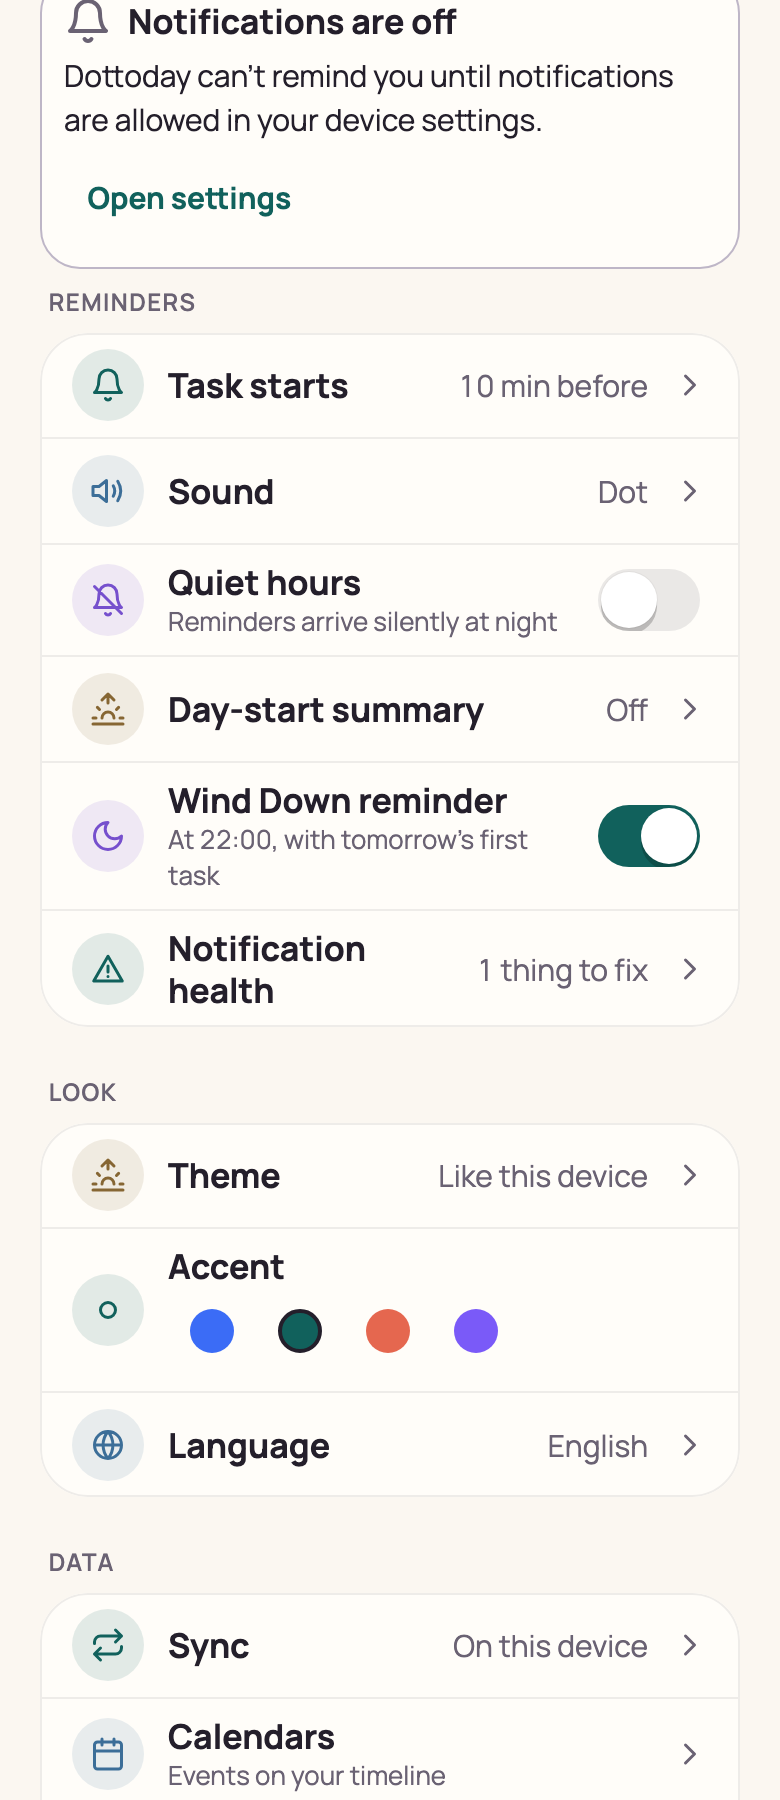 Notifications are off
Dottoday can't remind you until notifications
are allowed in your device settings.
Open settings
REMINDERS
Task starts 10 min before
Sound Dot
Quiet hours
Reminders arrive silently at night
Day-start summary Off
Wind Down reminder
At 22:00, with tomorrow's first
task
Notification
health
1 thing to fix
LOOK
Theme Like this device
Accent
Language English
DATA
Sync On this device
Calendars
Events on your timeline